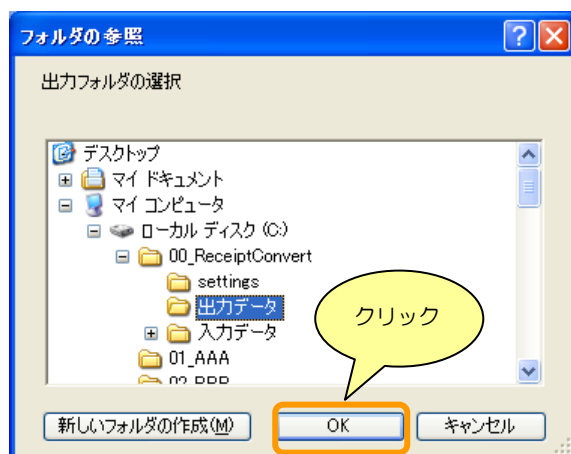 フォルダの参照
出力フォルダの選択
デスクトップ
マイ ドキュメント
マイ コンピュータ
ローカル ディスク (C:)
00_ReceiptConvert
settings
出力データ
入力データ
クリック
01_AAA
02_BBB
新しいフォルダの作成(M)
OK
キャンセル